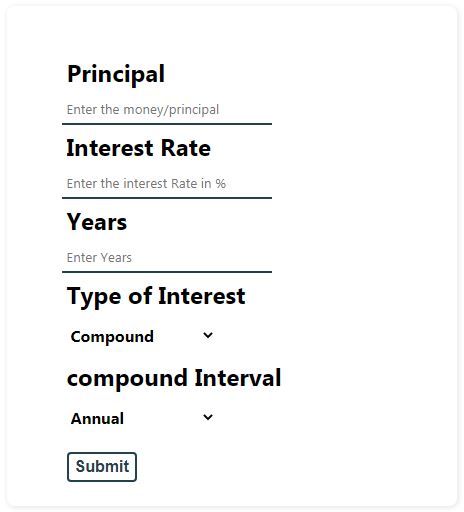 Principal
Enter the money/principal
Interest Rate
Enter the interest Rate in %
Years
Enter Years
Type of Interest
Compound
compound Interval
Annual
Submit